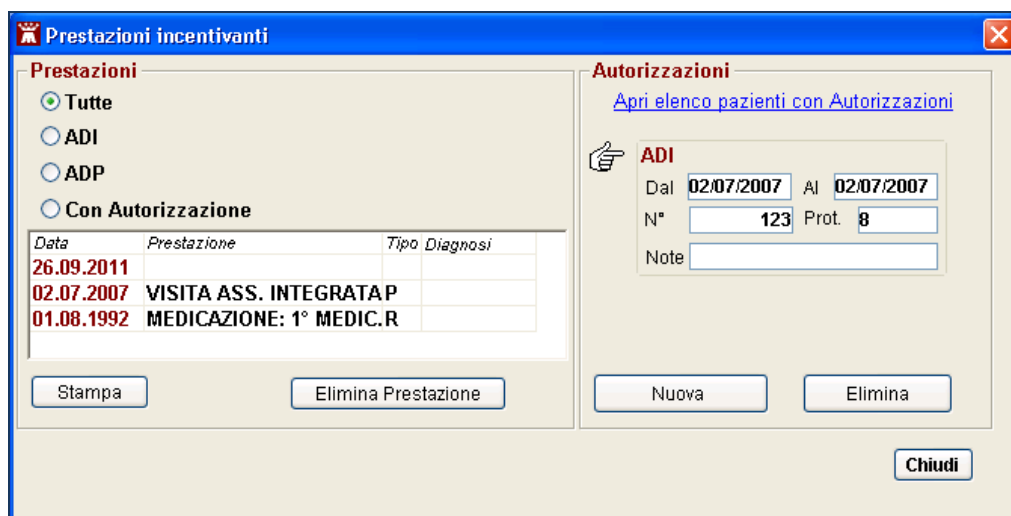 Prestazioni incentivanti
Prestazioni
Tutte
ADI
ADP
Con Autorizzazione
Data Prestazione Tipo Diagnosi
26.09.2011
02.07.2007 VISITA ASS. INTEGRATA P
01.08.1992 MEDICAZIONE: 1° MEDIC. R
Stampa Elimina Prestazione
Autorizzazioni
Apri elenco pazienti con Autorizzazioni
ADI
Dal 02/07/2007 Al 02/07/2007
N° 123 Prot. 8
Note
Nuova Elimina
Chiudi